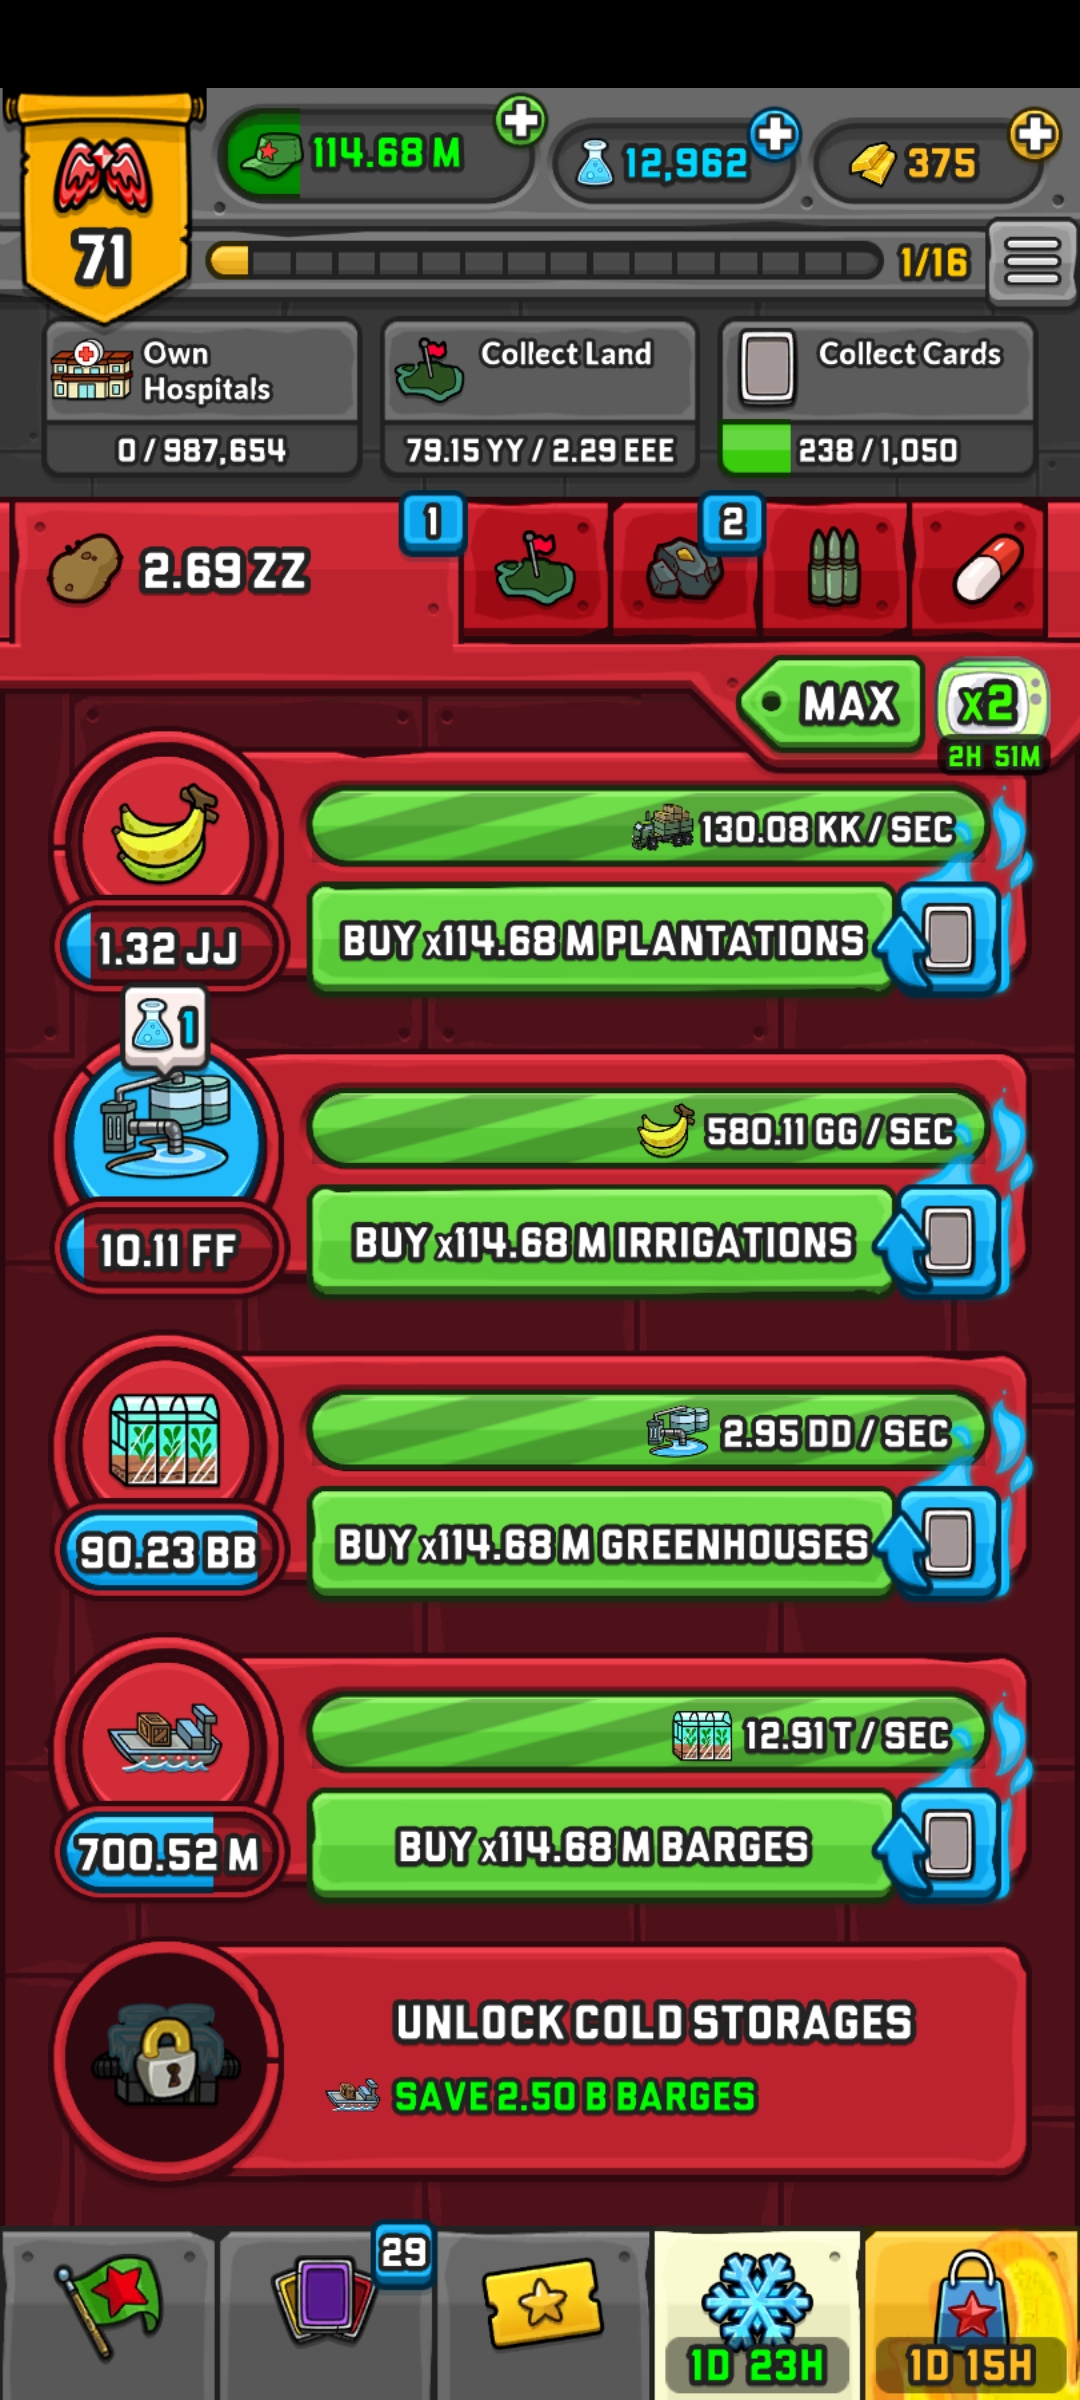 71
114.68 M
12,962
375
1/16
Own
Hospitals
0 / 987,654
Collect Land
79.15 YY / 2.29 EEE
Collect Cards
238 / 1,050
2.69 ZZ
1
2
MAX
x2
2H 51M
130.08 KK / SEC
1.32 JJ
BUY x114.68 M PLANTATIONS
1
580.11 GG / SEC
10.11 FF
BUY x114.68 M IRRIGATIONS
2.95 DD / SEC
90.23 BB
BUY x114.68 M GREENHOUSES
12.91 T / SEC
700.52 M
BUY x114.68 M BARGES
UNLOCK COLD STORAGES
SAVE 2.50 B BARGES
29
1D 23H
1D 15H